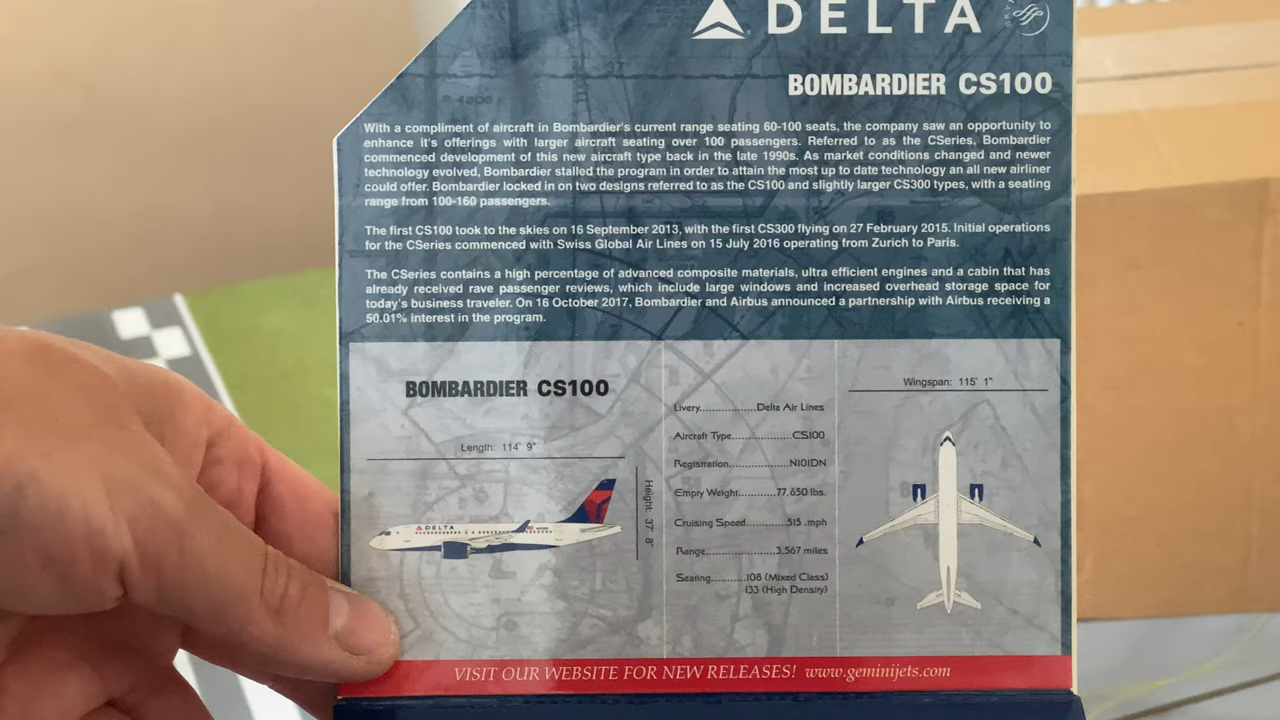 DELTA
BOMBARDIER CS100
With a compliment of aircraft in Bombardier's current range seating 60-100 seats, the company saw an opportunity to
enhance it's offerings with larger aircraft seating over 100 passengers. Referred to as the CSeries, Bombardier
commenced development of this new aircraft type back in the late 1990s. As market conditions changed and newer
technology evolved, Bombardier stalled the program in order to attain the most up to date technology an all new airliner
could offer. Bombardier locked in on two designs referred to as the CS100 and slightly larger CS300 types, with a seating
range from 100-160 passengers.
The first CS100 took to the skies on 16 September 2013, with the first CS300 flying on 27 February 2015. Initial operations
for the CSeries commenced with Swiss Global Air Lines on 15 July 2016 operating from Zurich to Paris.
The CSeries contains a high percentage of advanced composite materials, ultra efficient engines and a cabin that has
already received rave passenger reviews, which include large windows and increased overhead storage space for
today's business traveler. On 16 October 2017, Bombardier and Airbus announced a partnership with Airbus receiving a
50.01% interest in the program.
BOMBARDIER CS100
Length: 114' 9"
Height: 37' 8"
DELTA
Livery..................Delta Air Lines
Aircraft Type...................CS100
Registration...................N101DN
Empty Weight............77,650 lbs.
Cruising Speed.............515 .mph
Range......................3,567 miles
Seating...........108 (Mixed Class)
133 (High Density)
Wingspan: 115' 1"
VISIT OUR WEBSITE FOR NEW RELEASES! www.geminijets.com